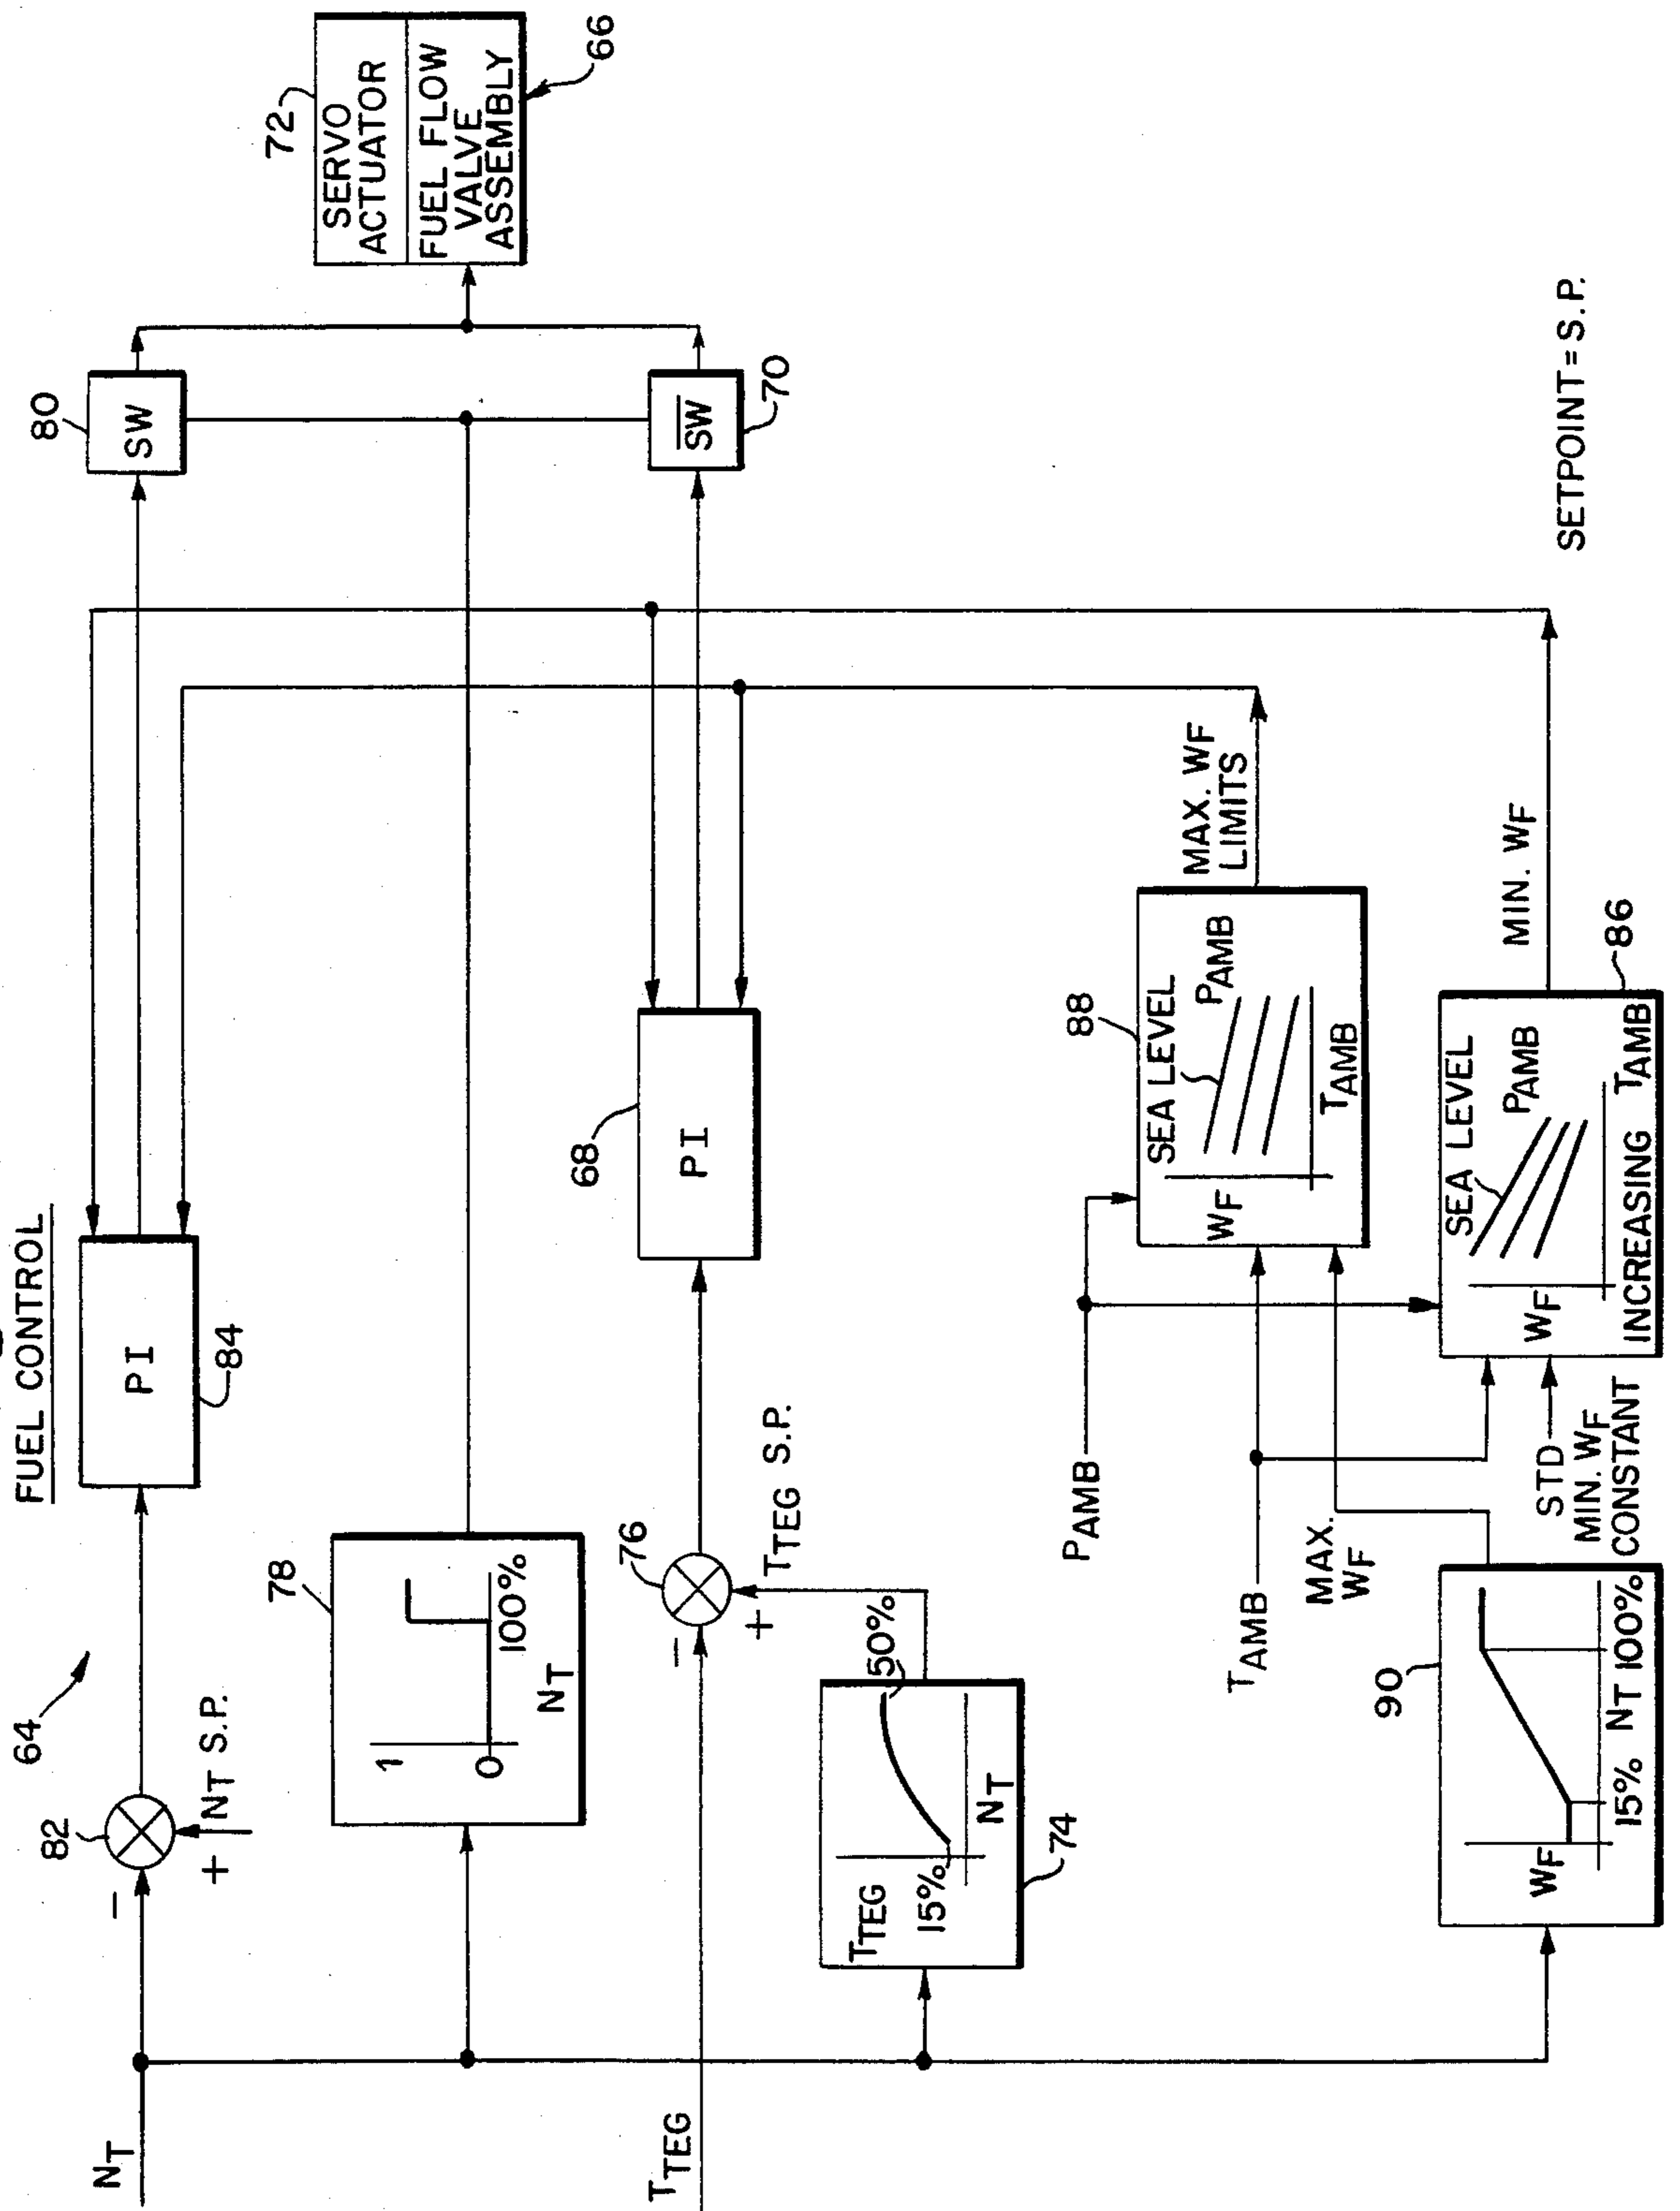 FUEL CONTROL
64
NT
82
−
+
NT S.P.
PI
84
80
SW
72
SERVO
ACTUATOR
FUEL FLOW
VALVE
ASSEMBLY
66
78
1
0
100%
NT
TTEG
−
76
+
TTEG S.P.
68
PI
SW
70
TTEG
15%
50%
NT
74
PAMB
TAMB
MAX.
WF
88
SEA LEVEL
PAMB
WF
TAMB
MAX. WF
LIMITS
90
WF
15% NT 100%
STD
MIN. WF
CONSTANT
SEA LEVEL
PAMB
WF
INCREASING TAMB
86
MIN. WF
SETPOINT = S.P.